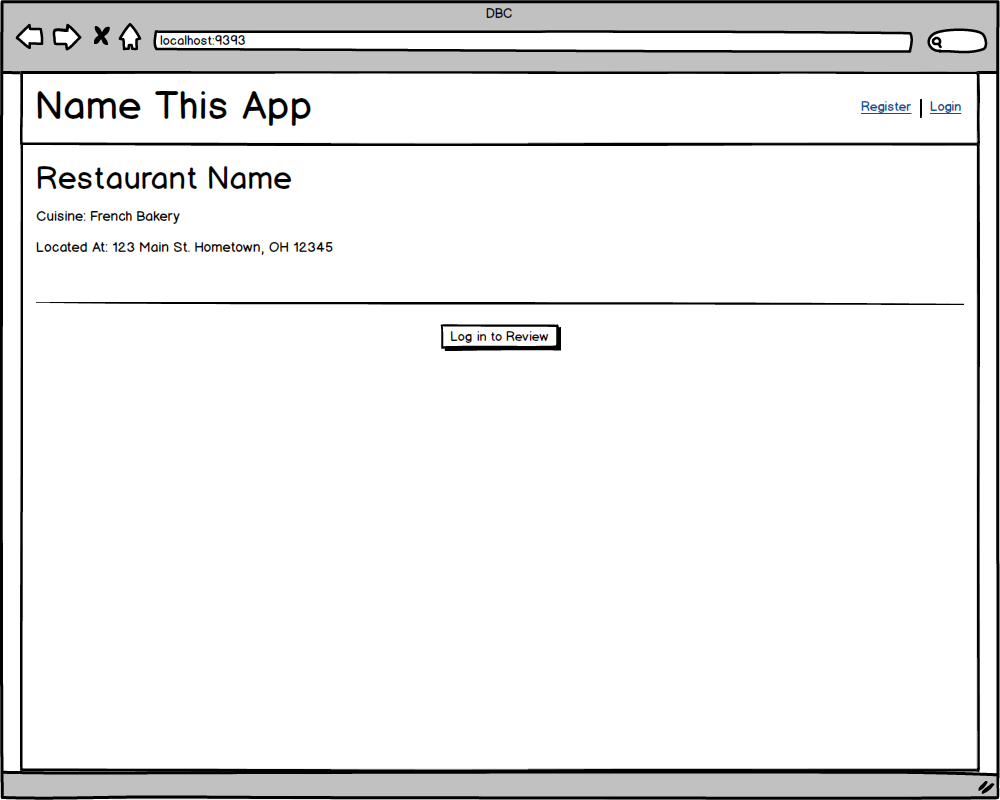 DBC
localhost:9393
Name This App
Register | Login
Restaurant Name
Cuisine: French Bakery
Located At: 123 Main St. Hometown, OH 12345
Log in to Review